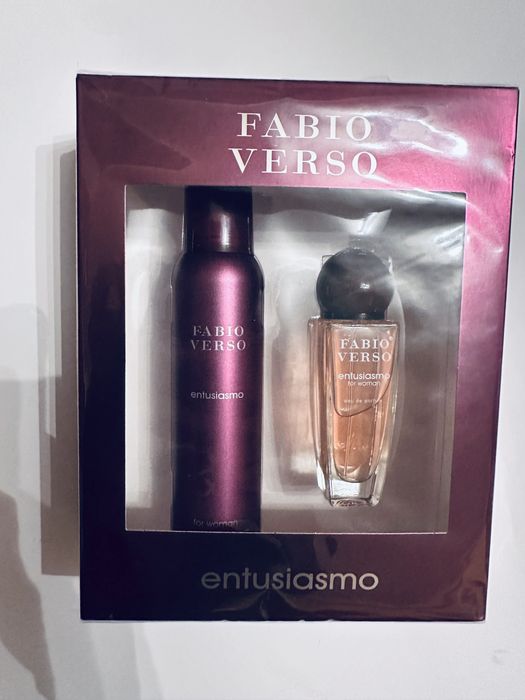 FABIO
VERSO
FABIO
VERSO
entusiasmo
for woman
FABIO
VERSO
entusiasmo
for woman
eau de parfum
entusiasmo